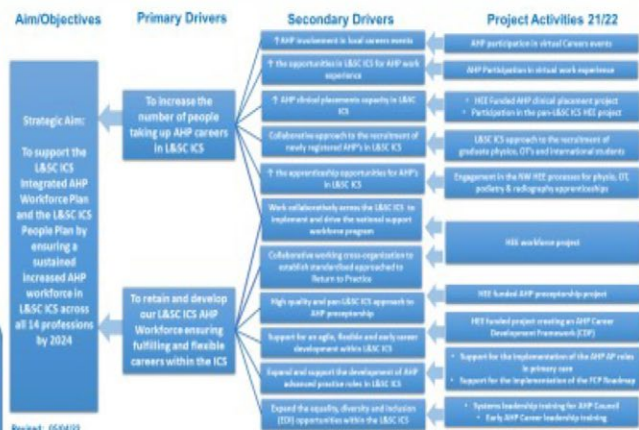 Aim/Objectives
Primary Drivers
Secondary Drivers
Project Activities 21/22
Strategic Aim:
To support the
L&SC ICS
Integrated AHP
Workforce Plan
and the L&SC ICS
People Plan by
ensuring a
sustained
increased AHP
workforce in
L&SC ICS across
all 14 professions
by 2024
To increase the
number of people
taking up AHP careers
in L&SC ICS
To retain and develop
our L&SC ICS AHP
Workforce ensuring
fulfilling and flexible
careers within the ICS
↑ AHP involvement in local careers events
↑ the opportunities in L&SC ICS for AHP work
experience
↑ AHP clinical placements capacity in L&SC
ICS
Collaborative approach to the recruitment of
newly registered AHP's in L&SC ICS
↑ the apprenticeship opportunities for AHP's
in L&SC ICS
Work collaboratively across the L&SC ICS to
implement and drive the national support
workforce program
Collaborative working cross-organization to
establish standardised approached to
Return to Practice
High quality and pan L&SC ICS approach to
AHP preceptorship
Support for an agile, flexible and early career
development within L&SC ICS
Expand and support the development of AHP
advanced practice roles in L&SC ICS
Expand the equality, diversity and inclusion
(EDI) opportunities within the L&SC ICS
AHP participation in virtual Careers events
AHP Participation in virtual work experience
• HEE Funded AHP clinical placement project
• Participation in the pan-L&SC ICS HEE project
L&SC ICS approach to the recruitment of
graduate physios, OT's and international students
Engagement in the NW HEE processes for physio, OT,
podiatry & radiography apprenticeships
HEE workforce project
HEE funded AHP preceptorship project
HEE funded project creating an AHP Career
Development Framework (CDF)
• Support for the implementation of the AHP AP roles
in primary care
• Support for the implementation of the FCP Roadmap
• Systems leadership training for AHP Council
• Early AHP Career leadership training
Revised: 05/04/22